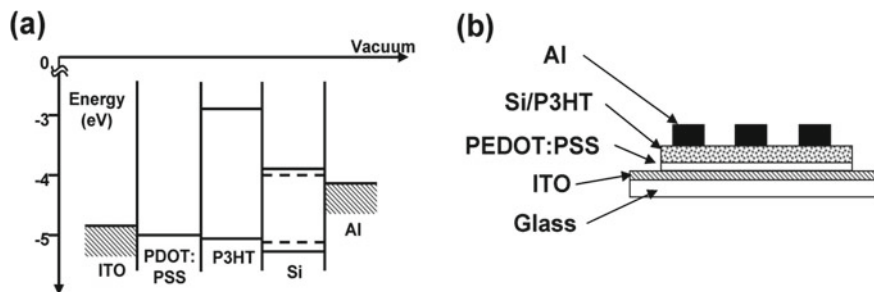 (a)
Vacuum
0
Energy
(eV)
-3
-4
-5
ITO
PDOT:
PSS
P3HT
Si
Al
(b)
Al
Si/P3HT
PEDOT:PSS
ITO
Glass